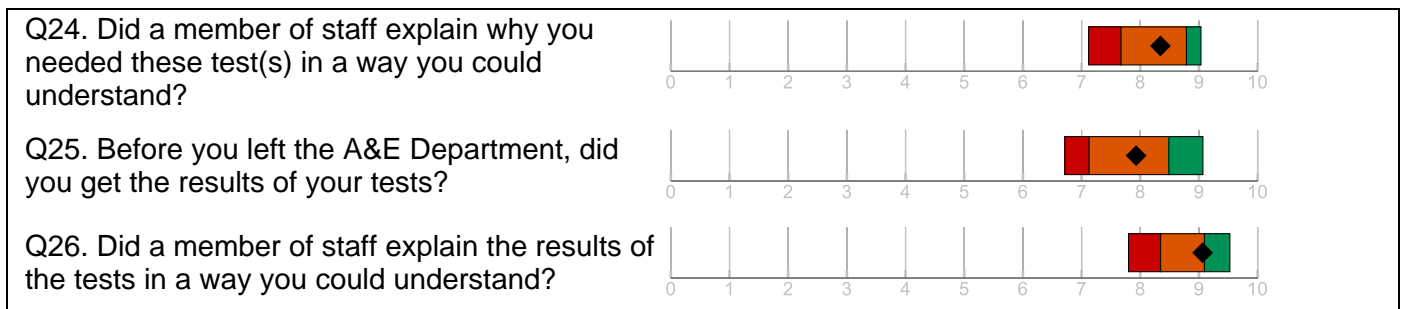 Q24. Did a member of staff explain why you
needed these test(s) in a way you could
understand?
0 1 2 3 4 5 6 7 8 9 10
Q25. Before you left the A&E Department, did
you get the results of your tests?
0 1 2 3 4 5 6 7 8 9 10
Q26. Did a member of staff explain the results of
the tests in a way you could understand?
0 1 2 3 4 5 6 7 8 9 10